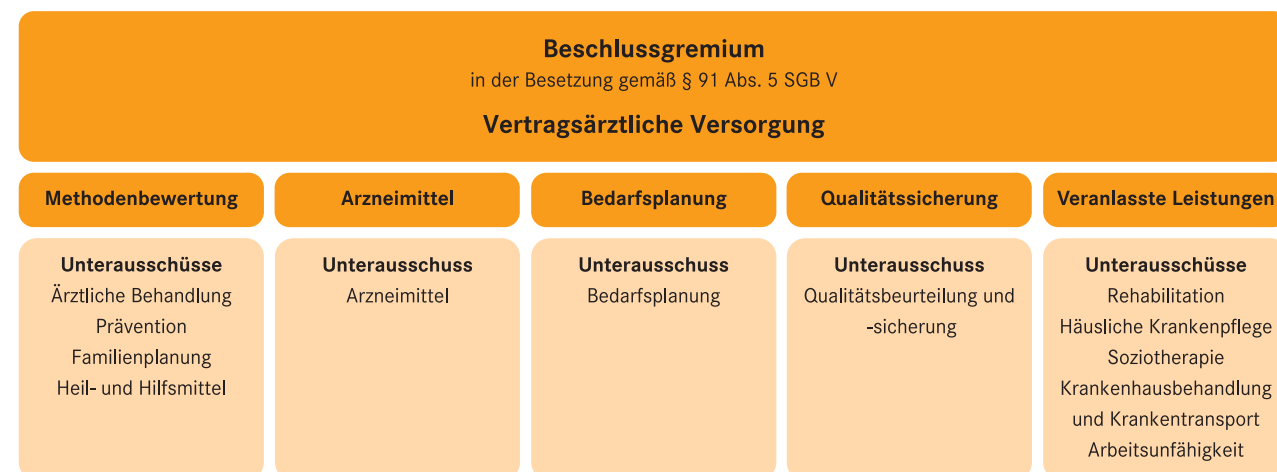 Beschlussgremium
in der Besetzung gemäß § 91 Abs. 5 SGB V
Vertragsärztliche Versorgung
Methodenbewertung
Arzneimittel
Bedarfsplanung
Qualitätssicherung
Veranlasste Leistungen
Unterausschüsse
Ärztliche Behandlung
Prävention
Familienplanung
Heil- und Hilfsmittel
Unterausschuss
Arzneimittel
Unterausschuss
Bedarfsplanung
Unterausschuss
Qualitätsbeurteilung und
-sicherung
Unterausschüsse
Rehabilitation
Häusliche Krankenpflege
Soziotherapie
Krankenhausbehandlung
und Krankentransport
Arbeitsunfähigkeit